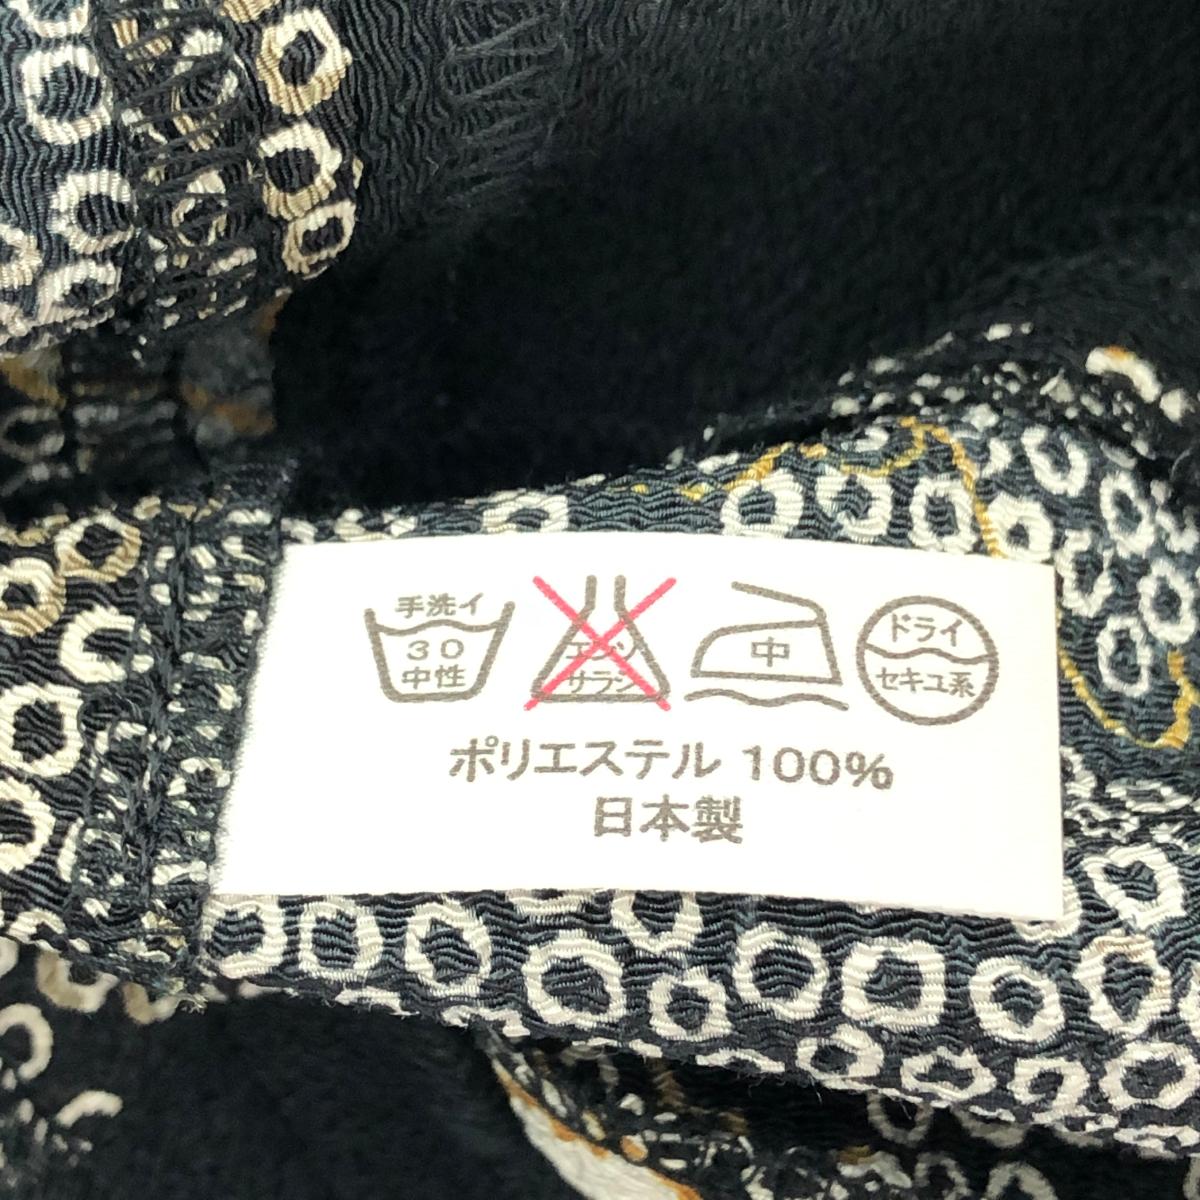 手洗イ
30
中性
エンソ
サラシ
中
ドライ
セキユ系
ポリエステル 100%
日本製